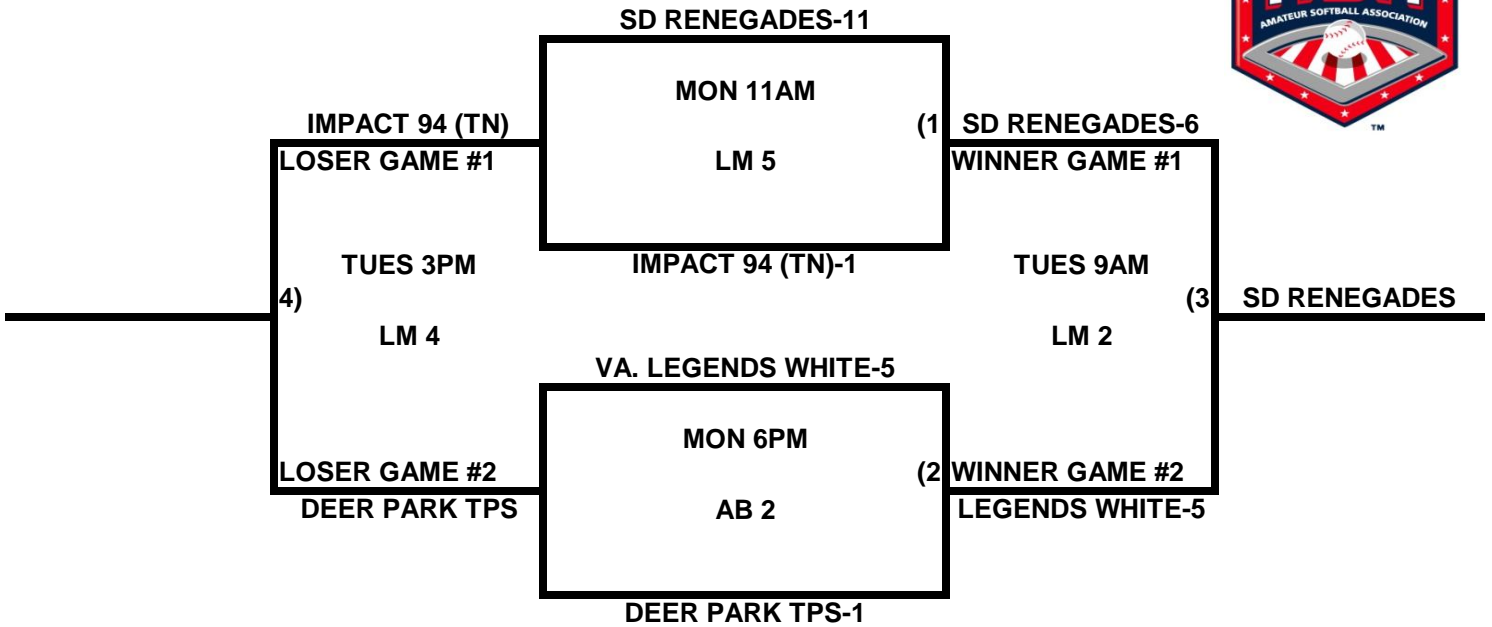 SD RENEGADES-11
AMATEUR SOFTBALL ASSOCIATION
TM
MON 11AM
IMPACT 94 (TN)
(1
SD RENEGADES-6
LOSER GAME #1
LM 5
WINNER GAME #1
TUES 3PM
IMPACT 94 (TN)-1
TUES 9AM
4)
(3
SD RENEGADES
LM 4
LM 2
VA. LEGENDS WHITE-5
MON 6PM
LOSER GAME #2
(2
WINNER GAME #2
DEER PARK TPS
AB 2
LEGENDS WHITE-5
DEER PARK TPS-1